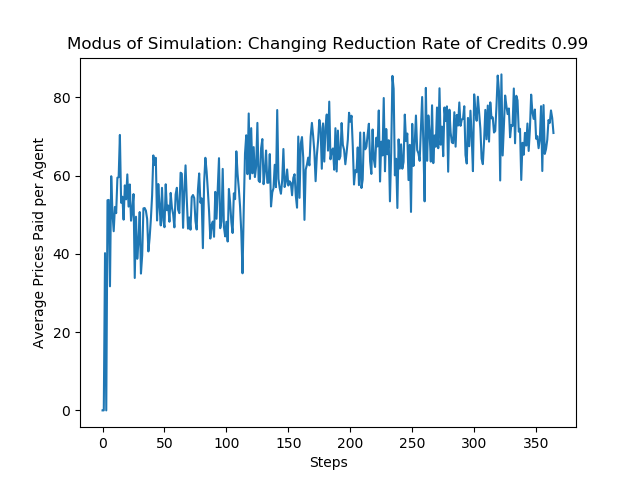 Modus of Simulation: Changing Reduction Rate of Credits 0.99
Average Prices Paid per Agent
80
60
40
20
0
0 50 100 150 200 250 300 350
Steps